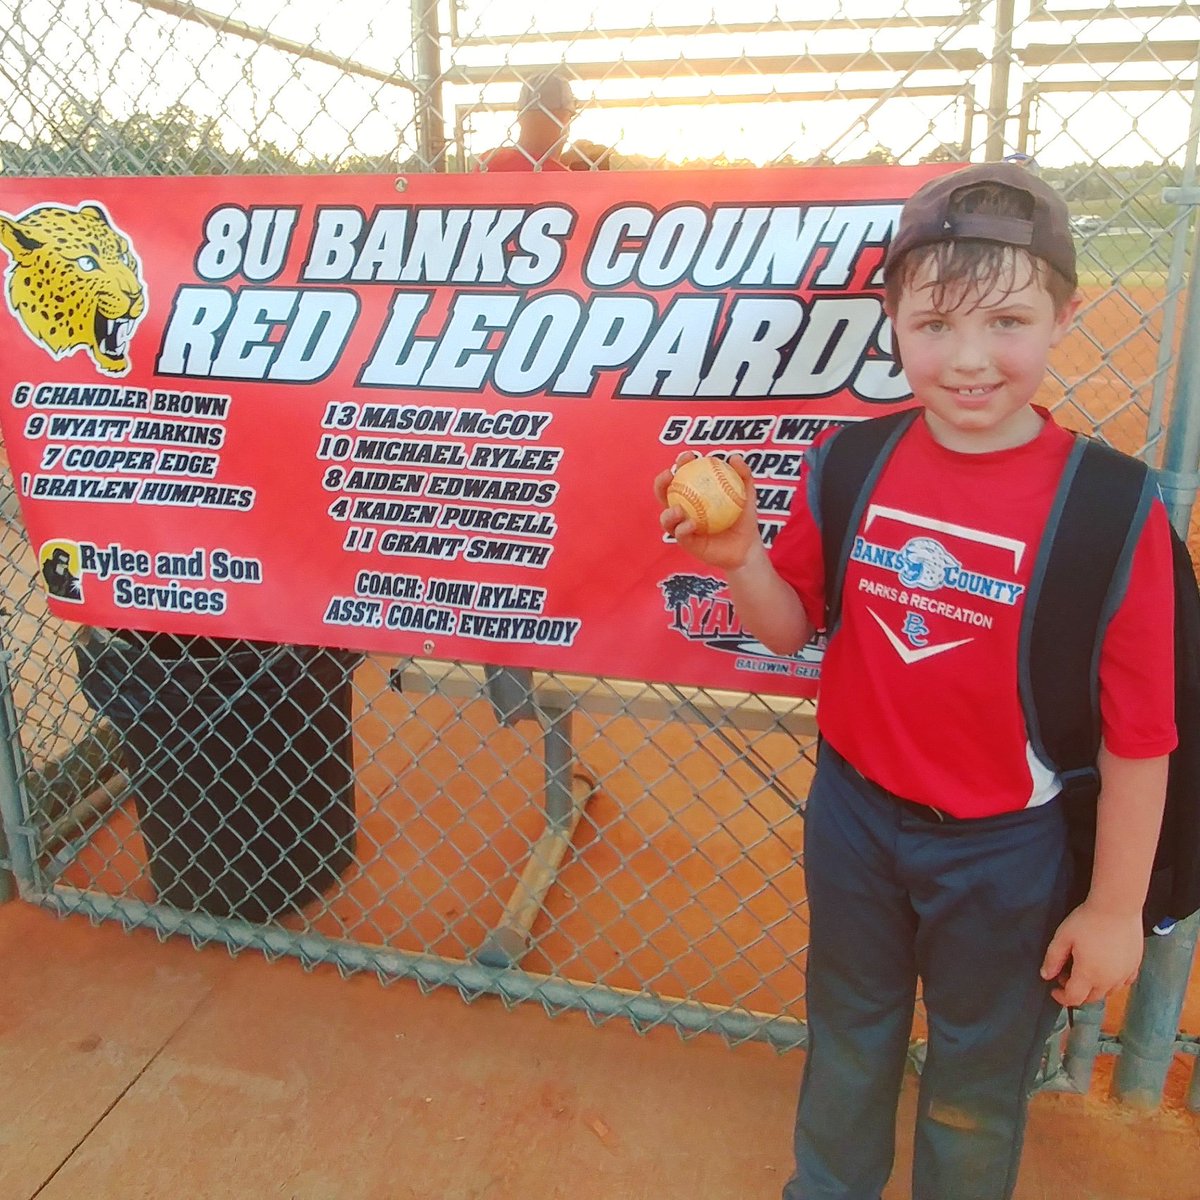 8U BANKS COUNTY
RED LEOPARDS
6 CHANDLER BROWN
9 WYATT HARKINS
7 COOPER EDGE
1 BRAYLEN HUMPRIES
13 MASON McCOY
10 MICHAEL RYLEE
8 AIDEN EDWARDS
4 KADEN PURCELL
11 GRANT SMITH
5 LUKE
Rylee and Son
Services
COACH: JOHN RYLEE
ASST. COACH: EVERYBODY
BALDWIN,
BANKS COUNTY
PARKS & RECREATION
BC